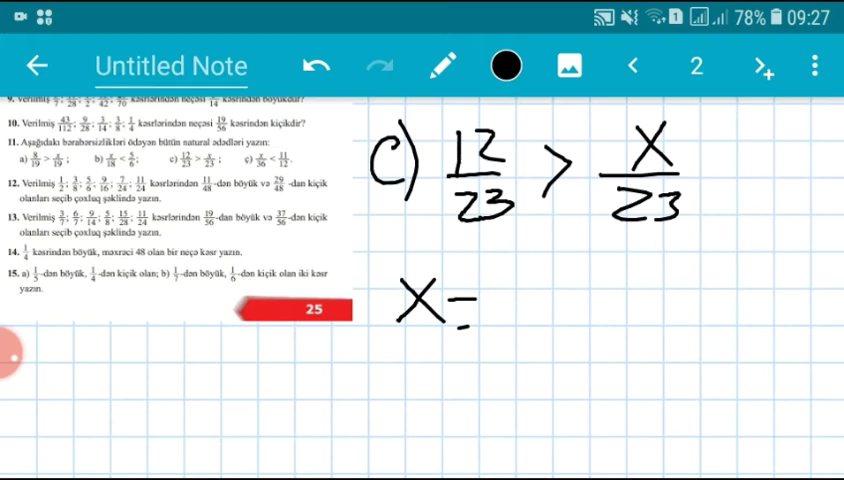 78% 09:27
Untitled Note
2
10. Verilmiş 43/112; 9/28; 3/14; 3/8; 1/4 kəsrlərindən neçəsi 19/56 kəsrindən kiçikdir?
11. Aşağıdakı bərabərsizlikləri ödəyən bütün natural ədədləri yazın:
a) 8/19 > x/19; b) x/18 < 5/6; c) 12/23 > x/23; ç) x/36 < 11/12.
12. Verilmiş 1/2; 3/8; 5/6; 9/16; 7/24; 11/24 kəsrlərindən 11/48-dən böyük və 29/48-dən kiçik
olanları seçib çoxluq şəklində yazın.
13. Verilmiş 3/7; 6/7; 9/14; 5/8; 15/28; 11/24 kəsrlərindən 19/56-dan böyük və 37/56-dən kiçik
olanları seçib çoxluq şəklində yazın.
14. 1/4 kəsrindən böyük, məxrəci 48 olan bir neçə kəsr yazın.
15. a) 1/5-dən böyük, 1/4-dən kiçik olan; b) 1/7-dən böyük, 1/6-dən kiçik olan iki kəsr
yazın.
25
C) 12/23 > X/23
X=